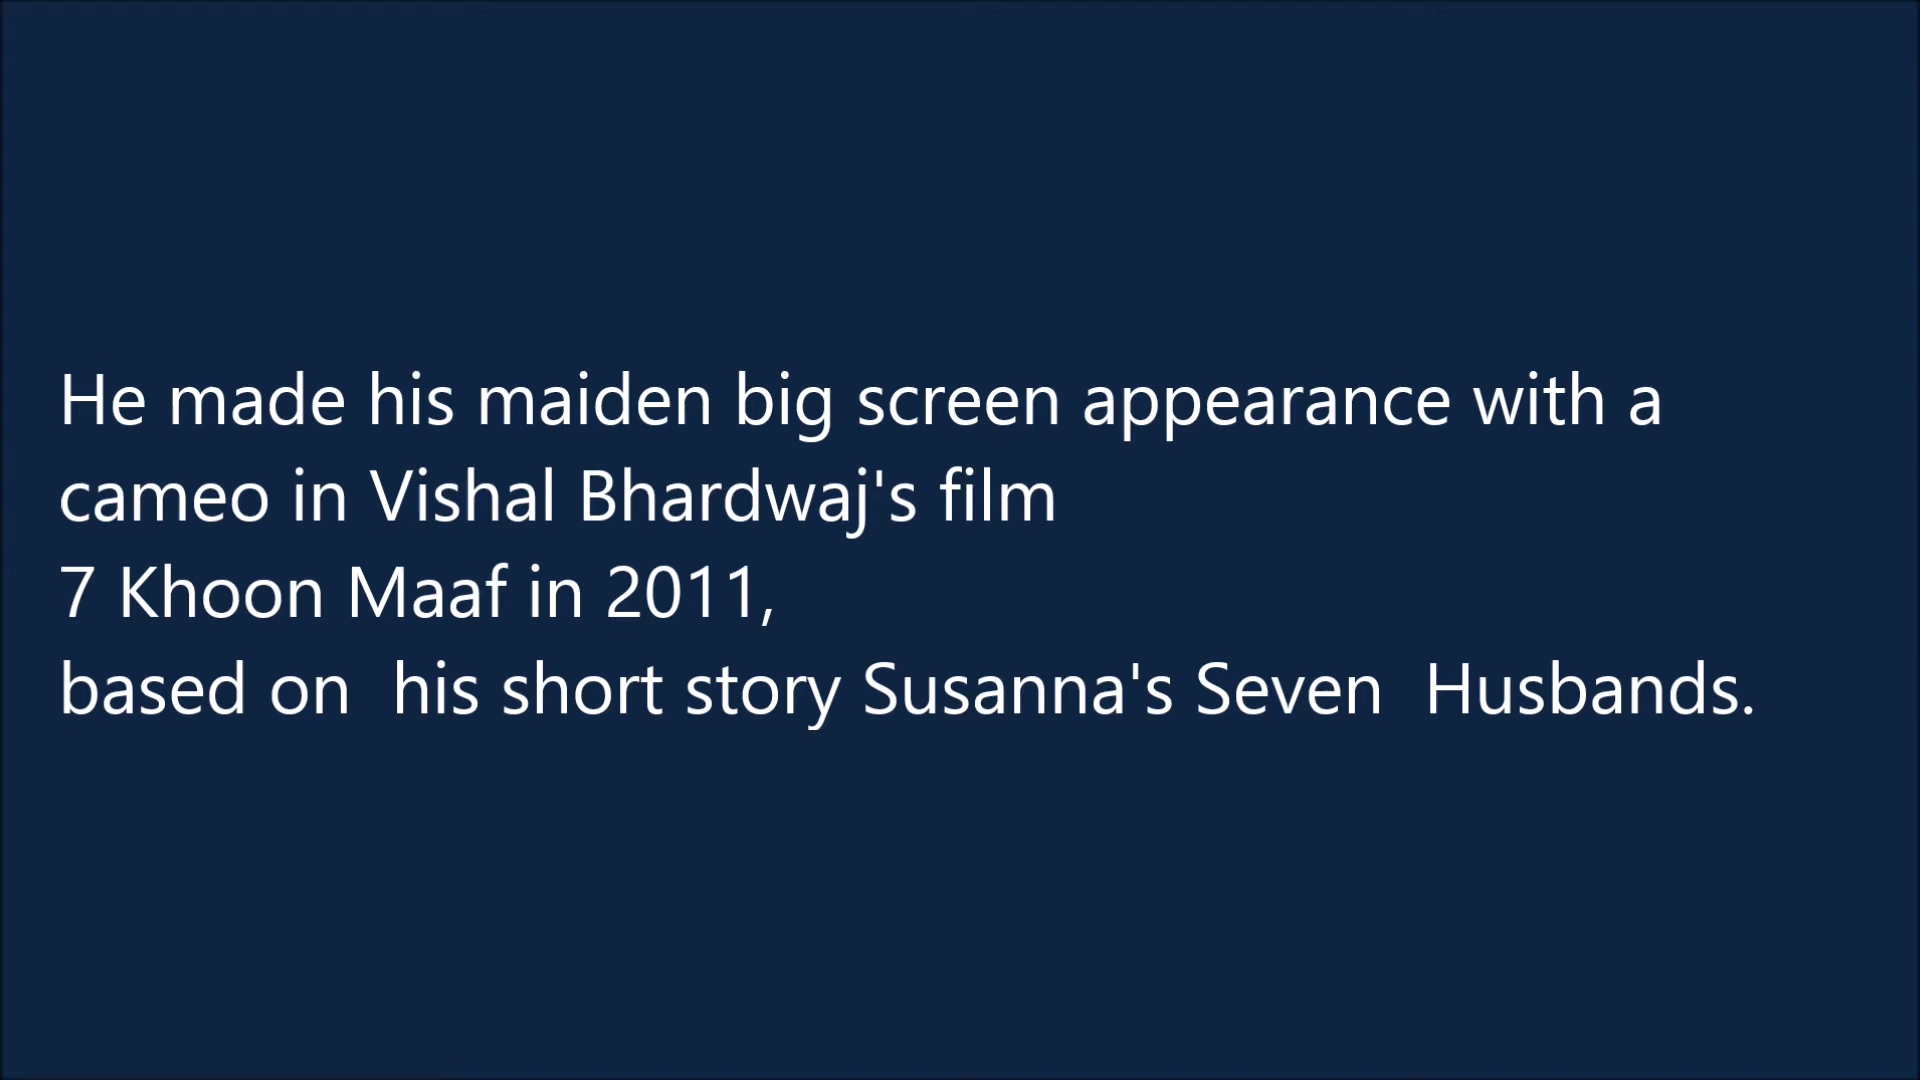 He made his maiden big screen appearance with a
cameo in Vishal Bhardwaj's film
7 Khoon Maaf in 2011,
based on  his short story Susanna's Seven  Husbands.